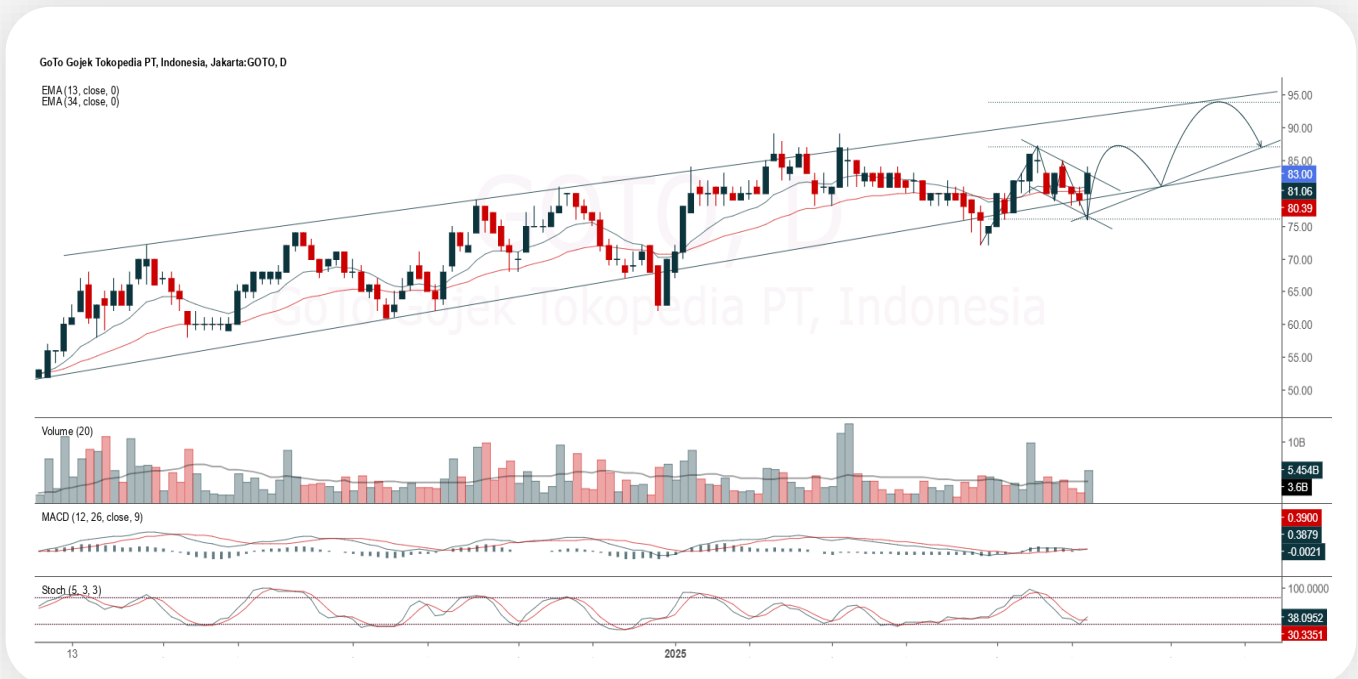 GoTo Gojek Tokopedia PT, Indonesia, Jakarta:GOTO, D
EMA (13, close, 0)
EMA (34, close, 0)
GOTO, D
GoTo Gojek Tokopedia PT, Indonesia
95.00
90.00
85.00
83.00
81.06
80.39
75.00
70.00
65.00
60.00
55.00
50.00
Volume (20)
10B
5.454B
3.6B
MACD (12, 26, close, 9)
0.3900
0.3879
-0.0021
Stoch (5, 3, 3)
100.0000
38.0952
30.3351
13
2025